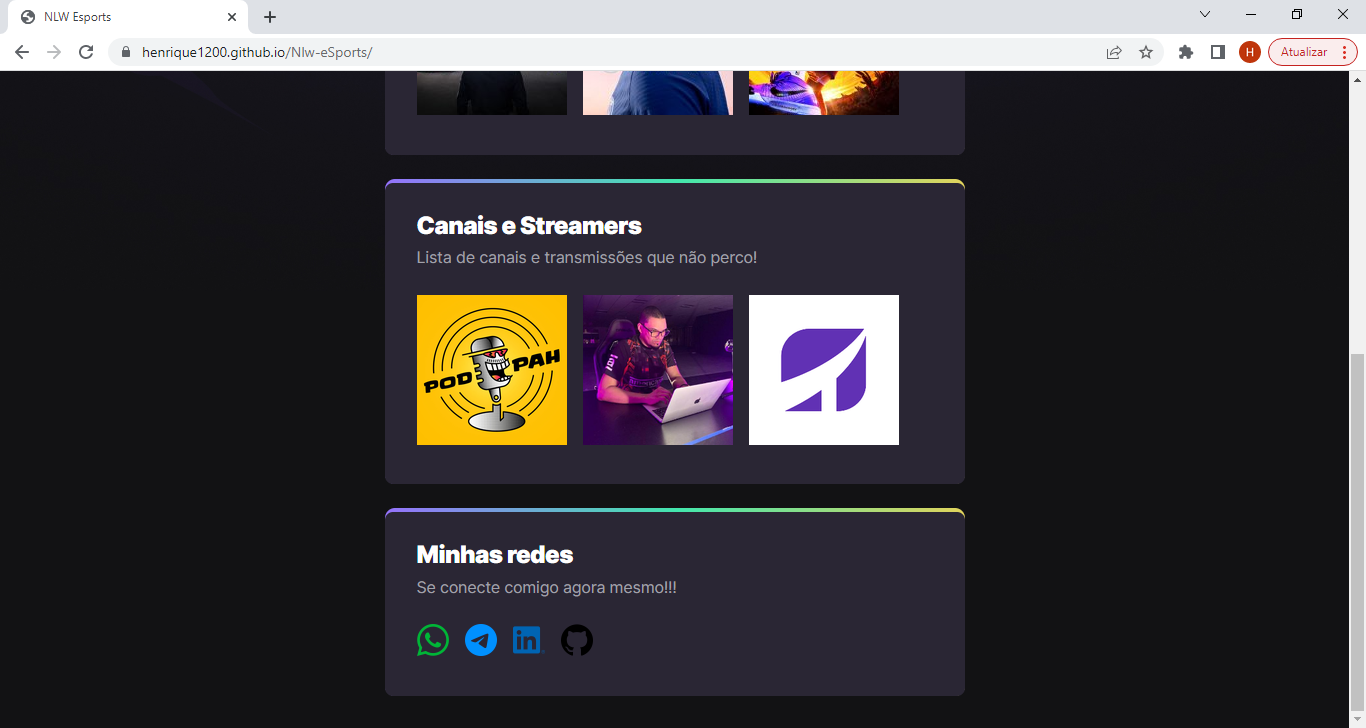 NLW Esports
henrique1200.github.io/Nlw-eSports/
H
Atualizar
Canais e Streamers
Lista de canais e transmissões que não perco!
POD PAH
Minhas redes
Se conecte comigo agora mesmo!!!
in